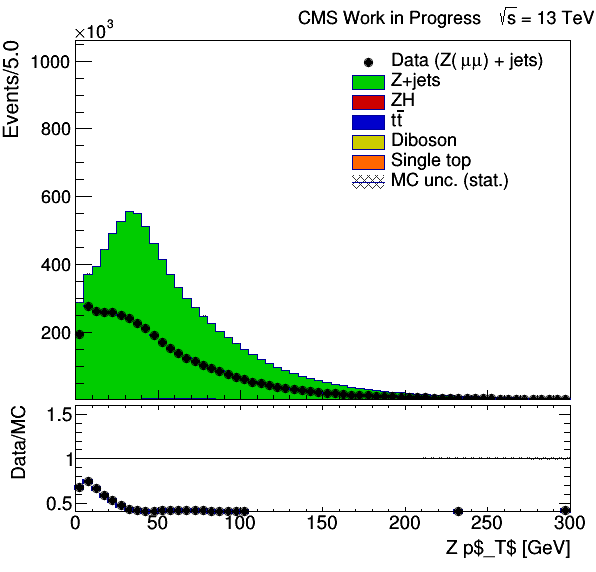 CMS Work in Progress √s = 13 TeV
×10³
Events/5.0
1000
800
600
400
200
Data (Z(μμ) + jets)
Z+jets
ZH
tt̄
Diboson
Single top
MC unc. (stat.)
Data/MC
1.5
1
0.5
0 50 100 150 200 250 300
Z p$_T$ [GeV]